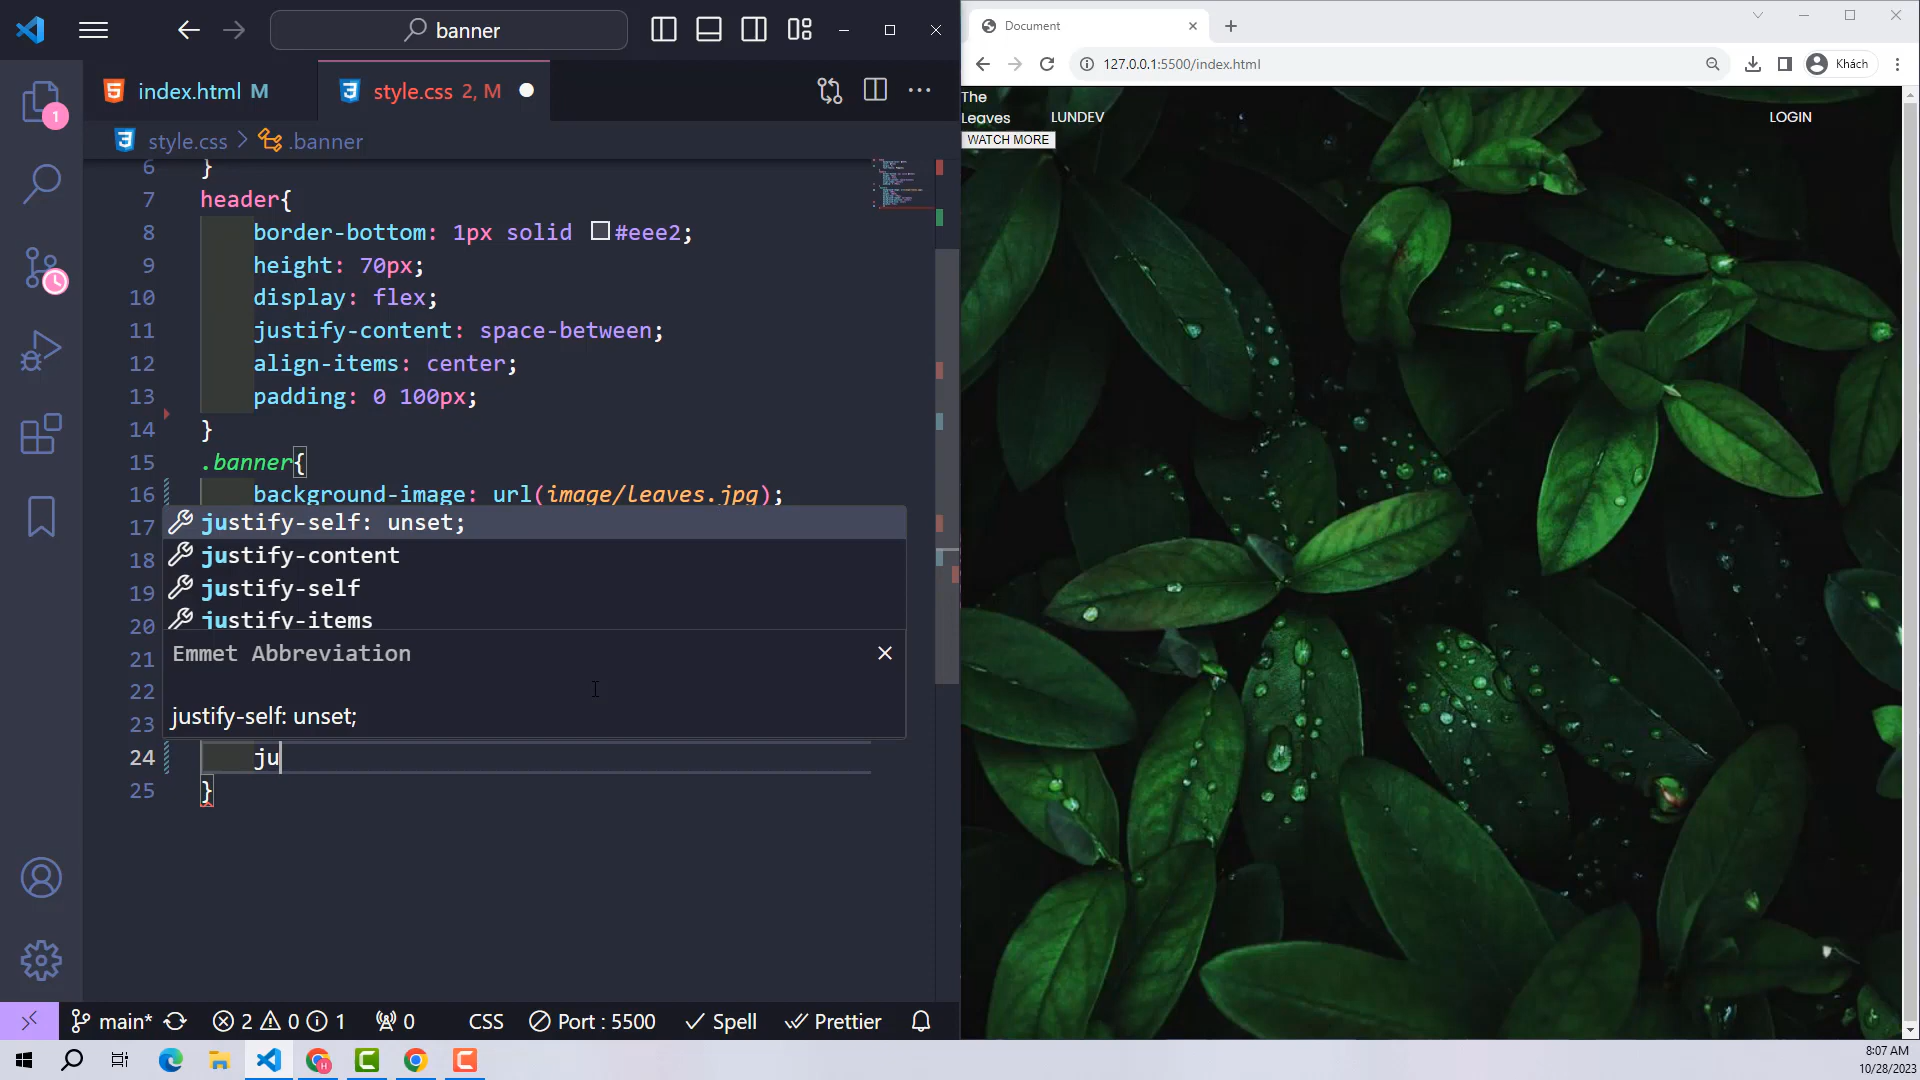 banner
index.html M
style.css 2, M
style.css > .banner
6 }
7 header{
8 border-bottom: 1px solid #eee2;
9 height: 70px;
10 display: flex;
11 justify-content: space-between;
12 align-items: center;
13 padding: 0 100px;
14 }
15 .banner{
16 background-image: url(image/leaves.jpg);
17
18
19
20
21
22
23
justify-self: unset;
justify-content
justify-self
justify-items
Emmet Abbreviation
justify-self: unset;
24 ju
25 }
1
main* 2 0 1 0 CSS Port : 5500 Spell Prettier
Document
127.0.0.1:5500/index.html Khách
The
Leaves LUNDEV LOGIN
WATCH MORE
8:07 AM
10/28/2023